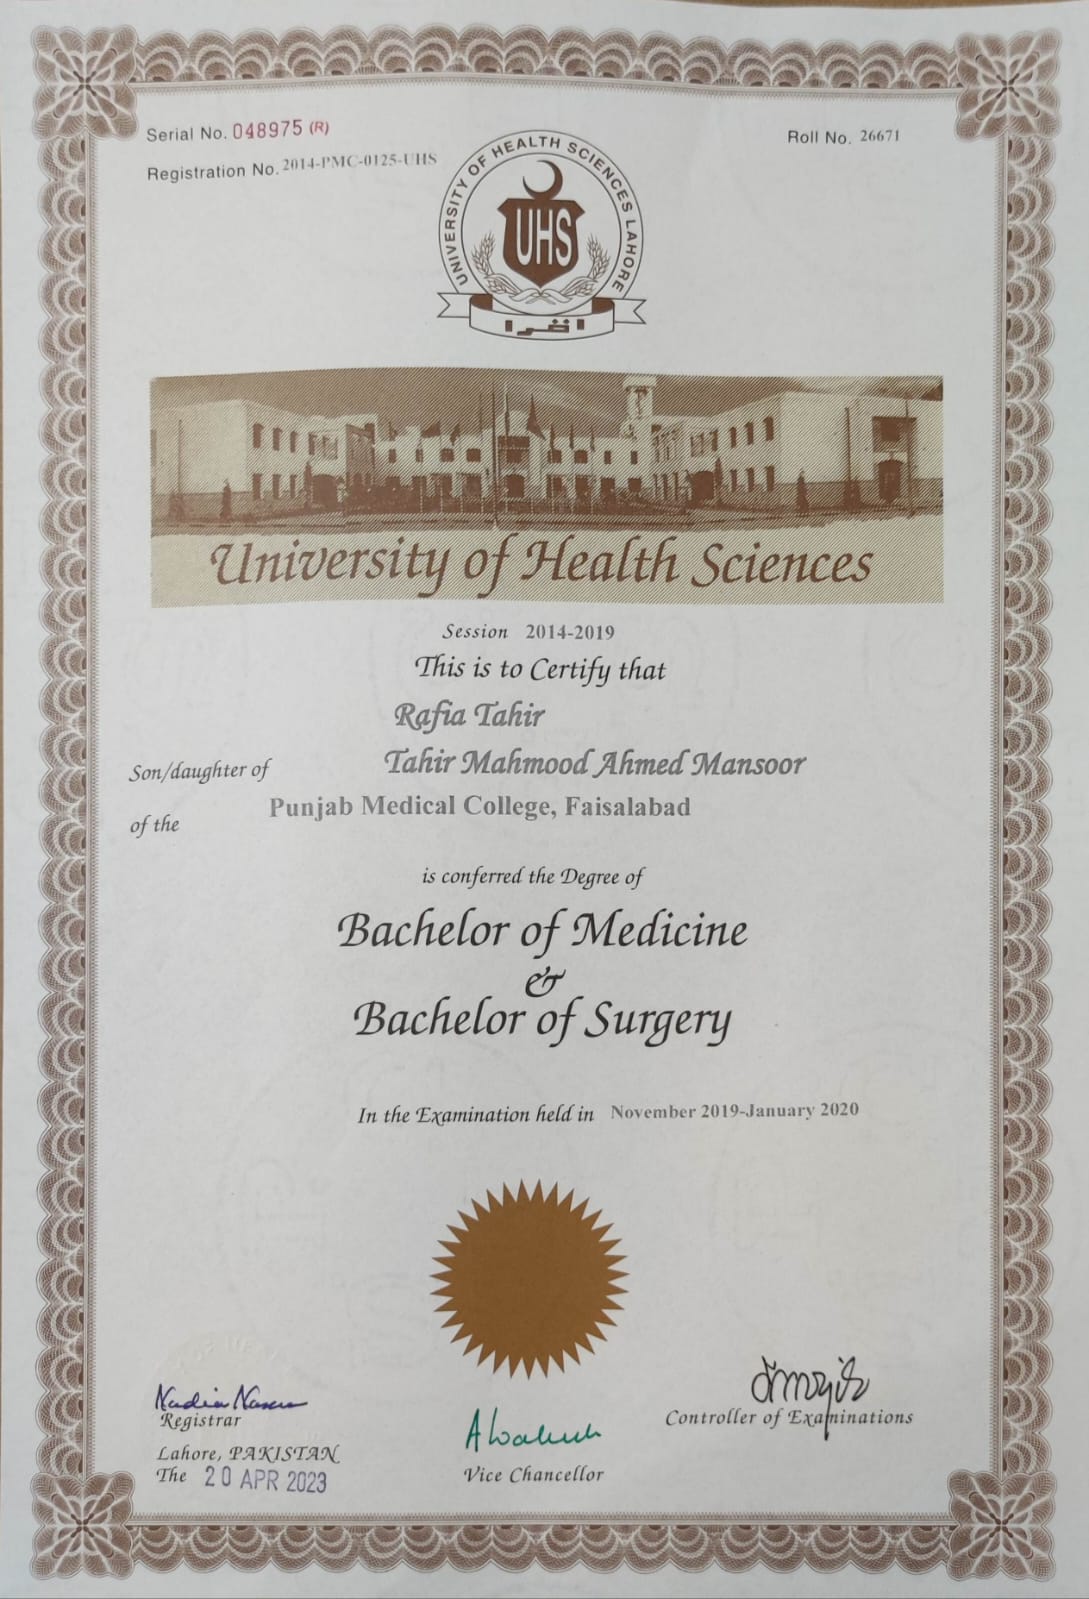 Serial No. 048975 (R)
Roll No. 26671
Registration No. 2014-PMC-0125-UHS
UNIVERSITY OF HEALTH SCIENCES LAHORE
UHS
اقرا
University of Health Sciences
Session 2014-2019
This is to Certify that
Rafia Tahir
Son/daughter of Tahir Mahmood Ahmed Mansoor
of the Punjab Medical College, Faisalabad
is conferred the Degree of
Bachelor of Medicine
&
Bachelor of Surgery
In the Examination held in November 2019-January 2020
Registrar
Controller of Examinations
Lahore, PAKISTAN
The 20 APR 2023
Vice Chancellor